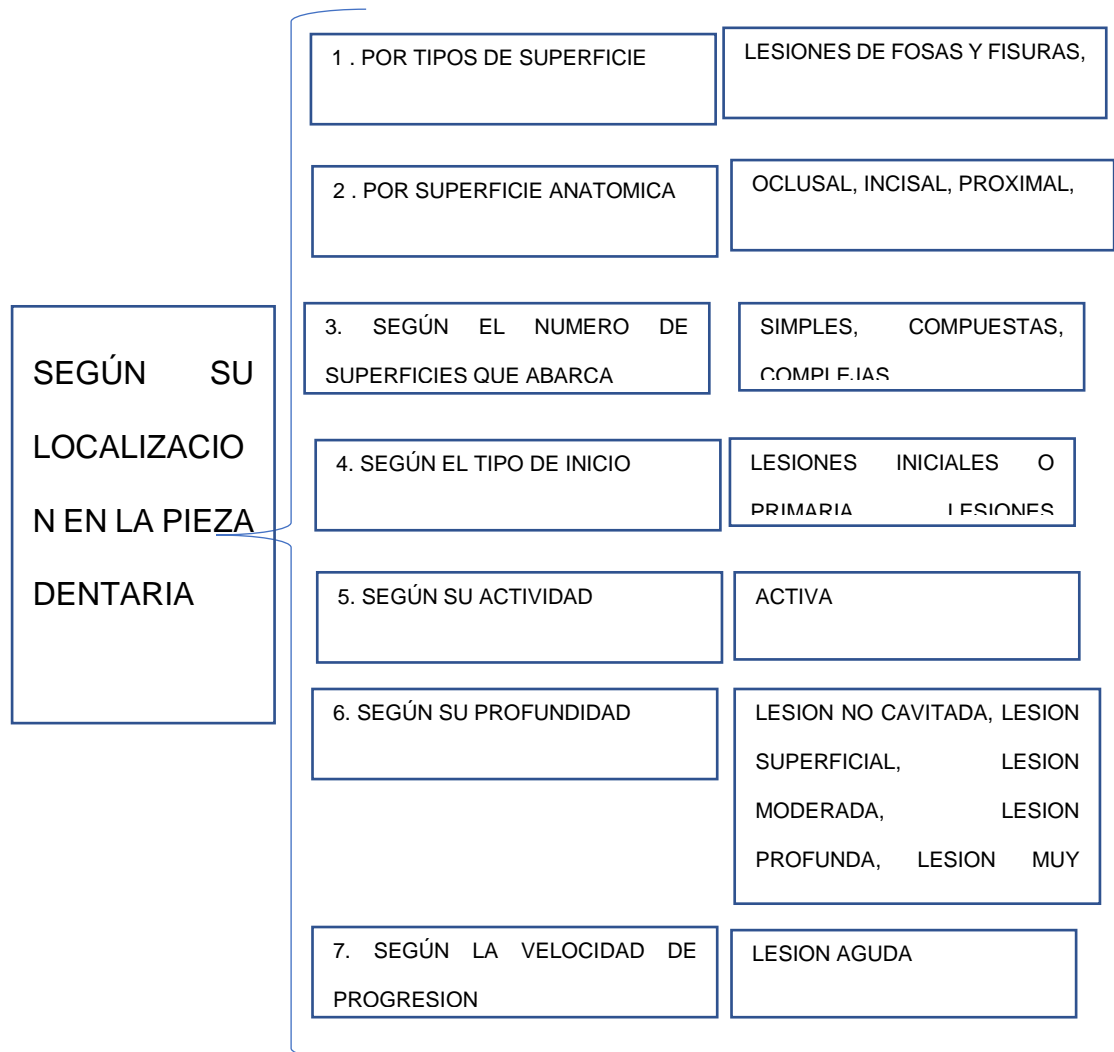 SEGÚN SU
LOCALIZACIO
N EN LA PIEZA
DENTARIA
1 . POR TIPOS DE SUPERFICIE
LESIONES DE FOSAS Y FISURAS,
2 . POR SUPERFICIE ANATOMICA
OCLUSAL, INCISAL, PROXIMAL,
3. SEGÚN EL NUMERO DE
SUPERFICIES QUE ABARCA
SIMPLES, COMPUESTAS,
COMPLEJAS
4. SEGÚN EL TIPO DE INICIO
LESIONES INICIALES O
PRIMARIA LESIONES
5. SEGÚN SU ACTIVIDAD
ACTIVA
6. SEGÚN SU PROFUNDIDAD
LESION NO CAVITADA, LESION
SUPERFICIAL, LESION
MODERADA, LESION
PROFUNDA, LESION MUY
7. SEGÚN LA VELOCIDAD DE
PROGRESION
LESION AGUDA